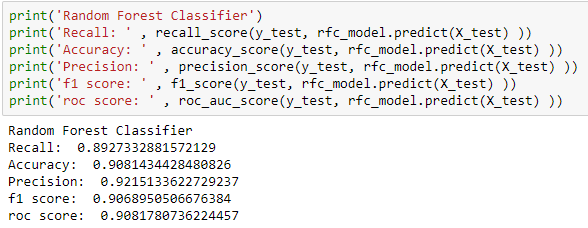 print('Random Forest Classifier')
print('Recall: ' , recall_score(y_test, rfc_model.predict(X_test) ))
print('Accuracy: ' , accuracy_score(y_test, rfc_model.predict(X_test) ))
print('Precision: ' , precision_score(y_test, rfc_model.predict(X_test) ))
print('f1 score: ' , f1_score(y_test, rfc_model.predict(X_test) ))
print('roc score: ' , roc_auc_score(y_test, rfc_model.predict(X_test) ))
Random Forest Classifier
Recall:  0.8927332881572129
Accuracy:  0.9081434428480826
Precision:  0.9215133622729237
f1 score:  0.9068950506676384
roc score:  0.9081780736224457